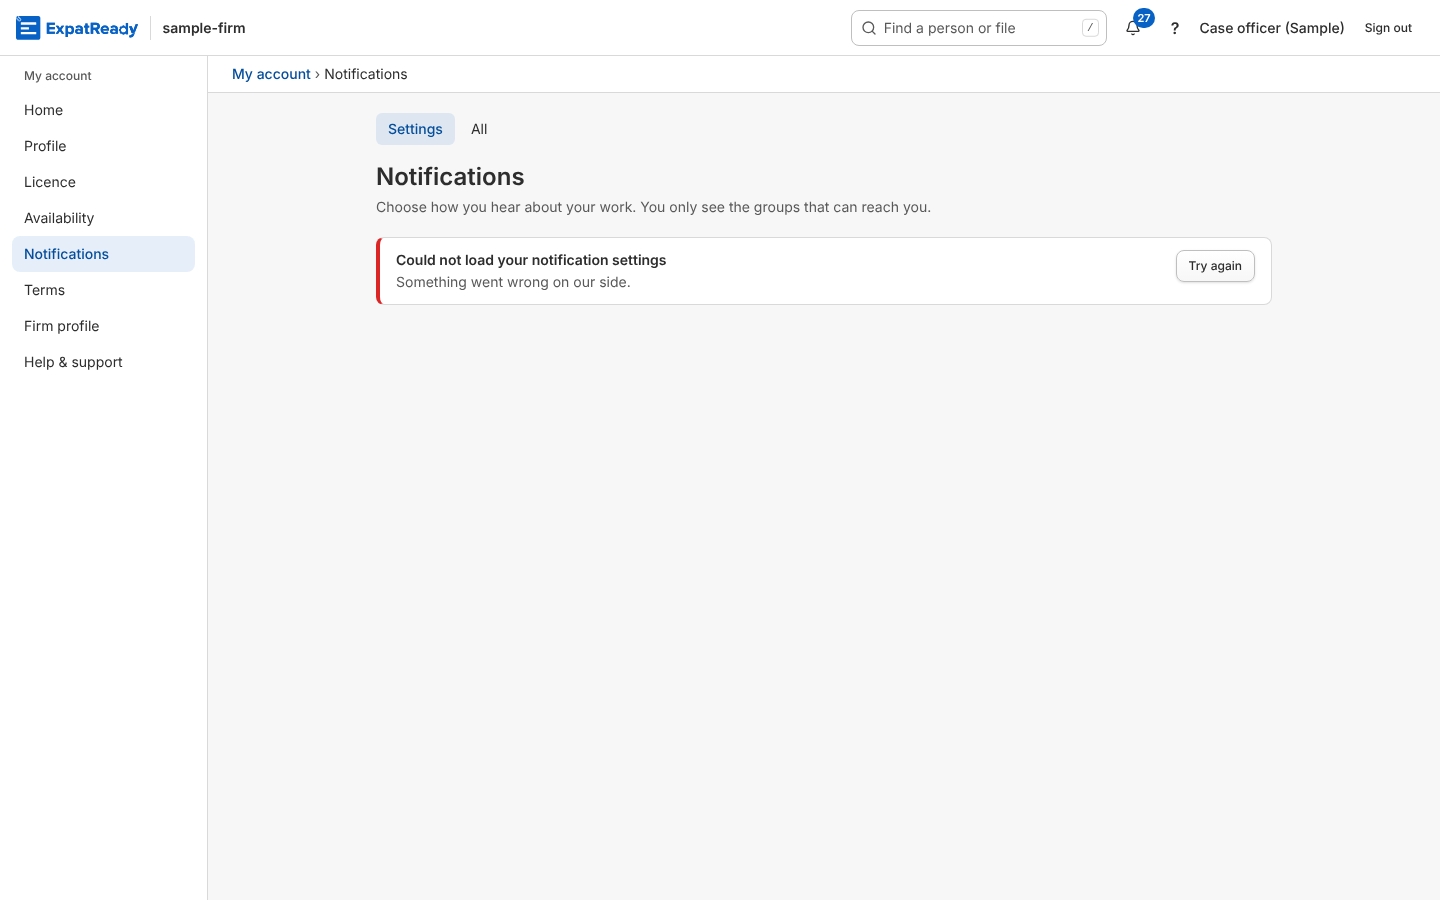 ExpatReady
sample-firm
Find a person or file
/
27
?
Case officer (Sample)
Sign out
My account
Home
Profile
Licence
Availability
Notifications
Terms
Firm profile
Help & support
My account › Notifications
Settings
All
Notifications
Choose how you hear about your work. You only see the groups that can reach you.
Could not load your notification settings
Something went wrong on our side.
Try again